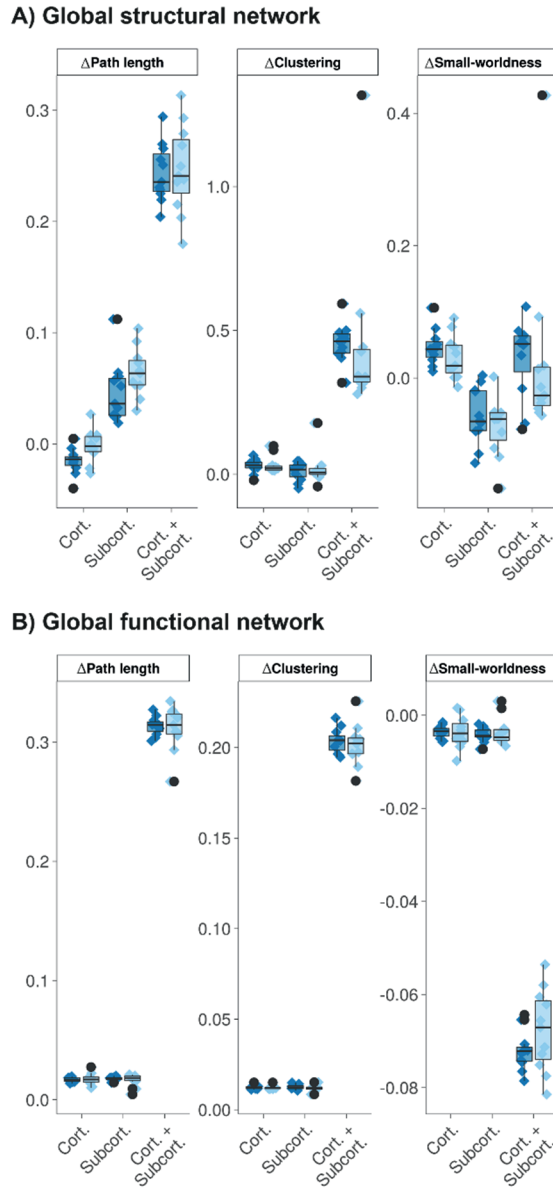 A) Global structural network
ΔPath length
ΔClustering
ΔSmall-worldness
0.3
0.2
0.1
0.0
1.0
0.5
0.0
0.4
0.2
0.0
Cort.
Subcort.
Cort. +
Subcort.
Cort.
Subcort.
Cort. +
Subcort.
Cort.
Subcort.
Cort. +
Subcort.
B) Global functional network
ΔPath length
ΔClustering
ΔSmall-worldness
0.3
0.2
0.1
0.0
0.20
0.15
0.10
0.05
0.00
0.00
-0.02
-0.04
-0.06
-0.08
Cort.
Subcort.
Cort. +
Subcort.
Cort.
Subcort.
Cort. +
Subcort.
Cort.
Subcort.
Cort. +
Subcort.